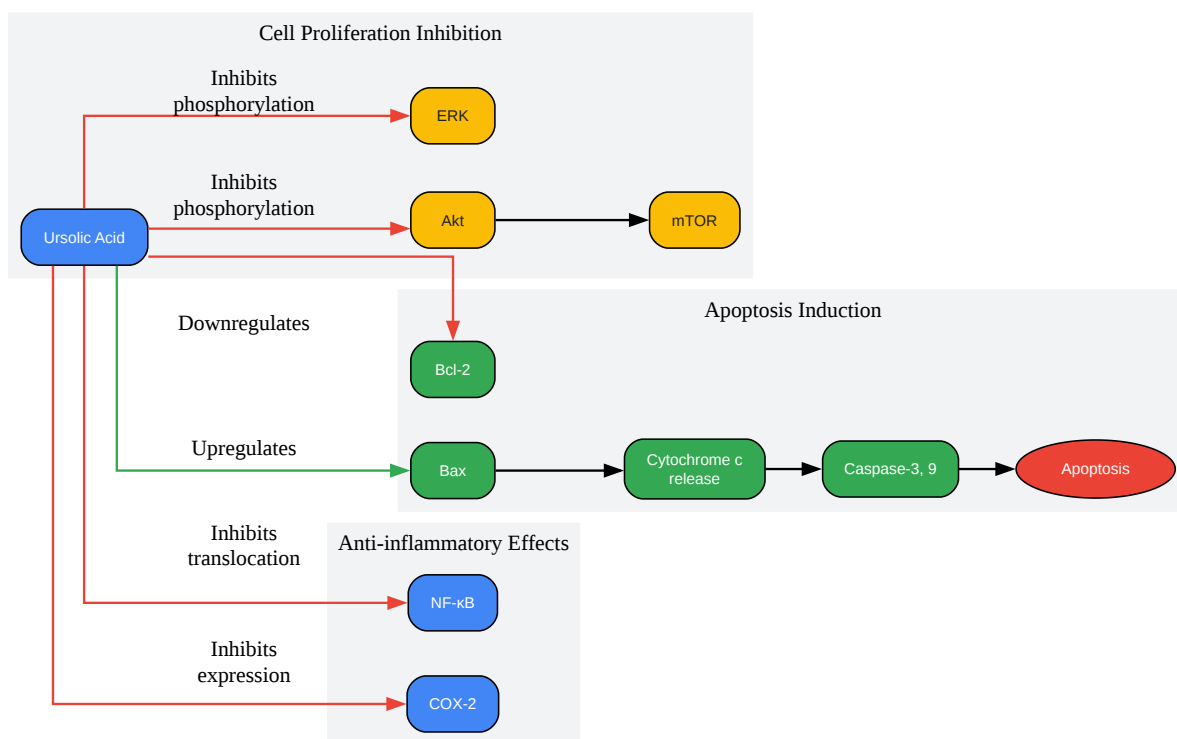 Cell Proliferation Inhibition
Inhibits
phosphorylation
ERK
Inhibits
phosphorylation
Ursolic Acid
Akt
mTOR
Downregulates
Apoptosis Induction
Bcl-2
Upregulates
Bax
Cytochrome c
release
Caspase-3, 9
Apoptosis
Inhibits
translocation
Anti-inflammatory Effects
NF-κB
Inhibits
expression
COX-2